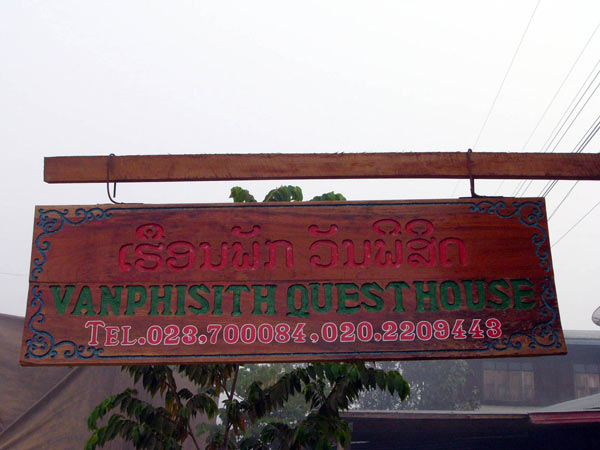 ເຮືອນພັກ ວັນພິສິດ
VANPHISITH QUEST HOUSE
TEL.023.700084,020.2209443